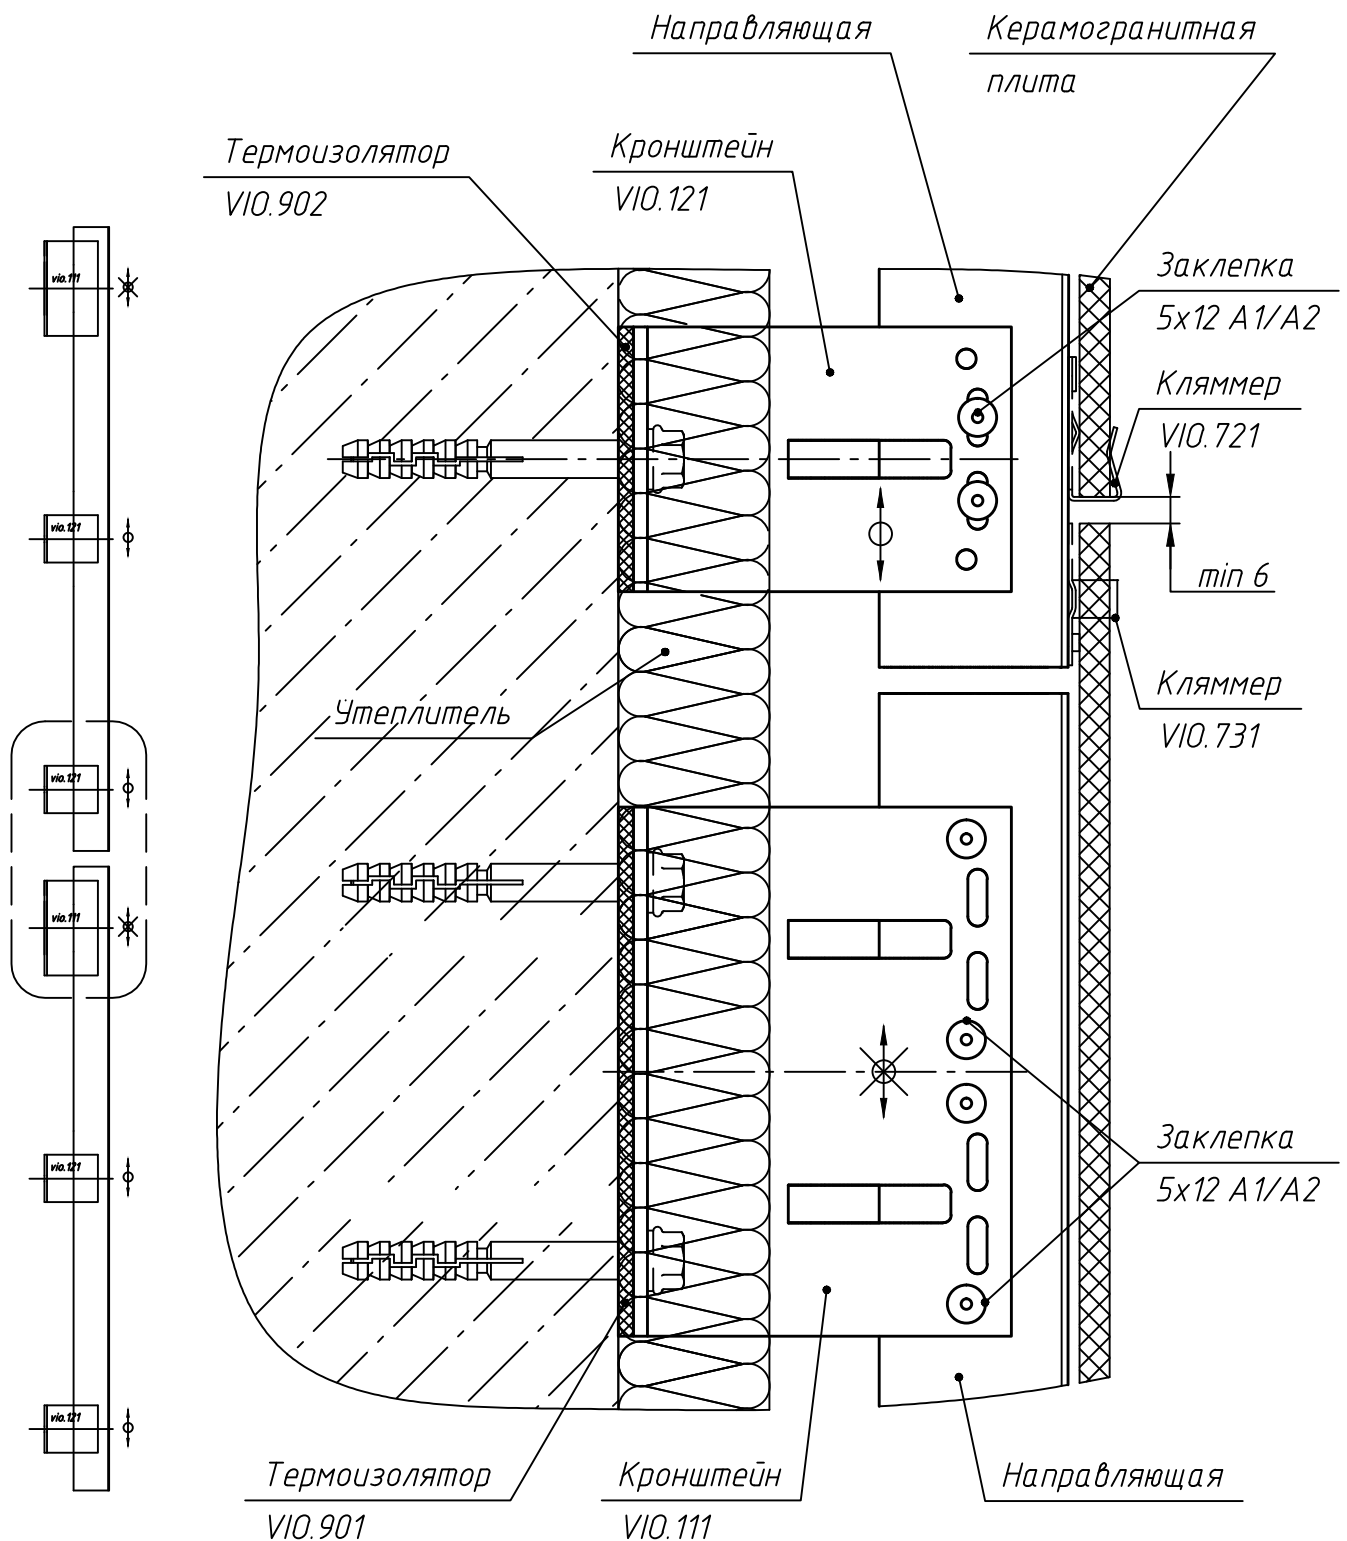 Направляющая
Керамогранитная
плита
Термоизолятор
VIO.902
Кронштейн
VIO.121
Заклепка
5х12 А1/А2
Кляммер
VIO.721
min 6
Кляммер
VIO.731
Утеплитель
Заклепка
5х12 А1/А2
Термоизолятор
VIO.901
Кронштейн
VIO.111
Направляющая
vio.111
vio.121
vio.121
vio.111
vio.121
vio.121